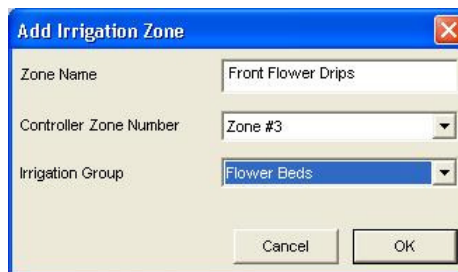 Add Irrigation Zone
Zone Name Front Flower Drips
Controller Zone Number Zone #3
Irrigation Group Flower Beds
Cancel OK